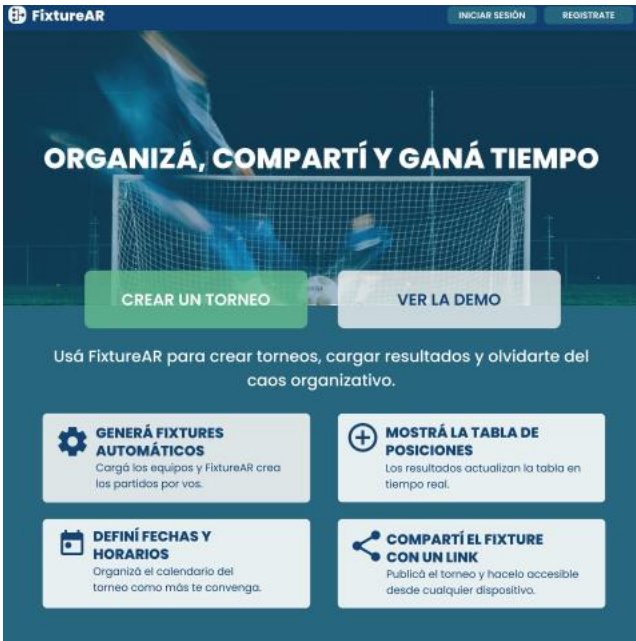 FixtureAR
INICIAR SESIÓN
REGISTRATE
ORGANIZÁ, COMPARTÍ Y GANÁ TIEMPO
CREAR UN TORNEO
VER LA DEMO
Usá FixtureAR para crear torneos, cargar resultados y olvidarte del
caos organizativo.
GENERÁ FIXTURES
AUTOMÁTICOS
Cargá los equipos y FixtureAR crea
los partidos por vos.
MOSTRÁ LA TABLA DE
POSICIONES
Los resultados actualizan la tabla en
tiempo real.
DEFINÍ FECHAS Y
HORARIOS
Organizá el calendario del
torneo como más te convenga.
COMPARTÍ EL FIXTURE
CON UN LINK
Publicá el torneo y hacelo accesible
desde cualquier dispositivo.